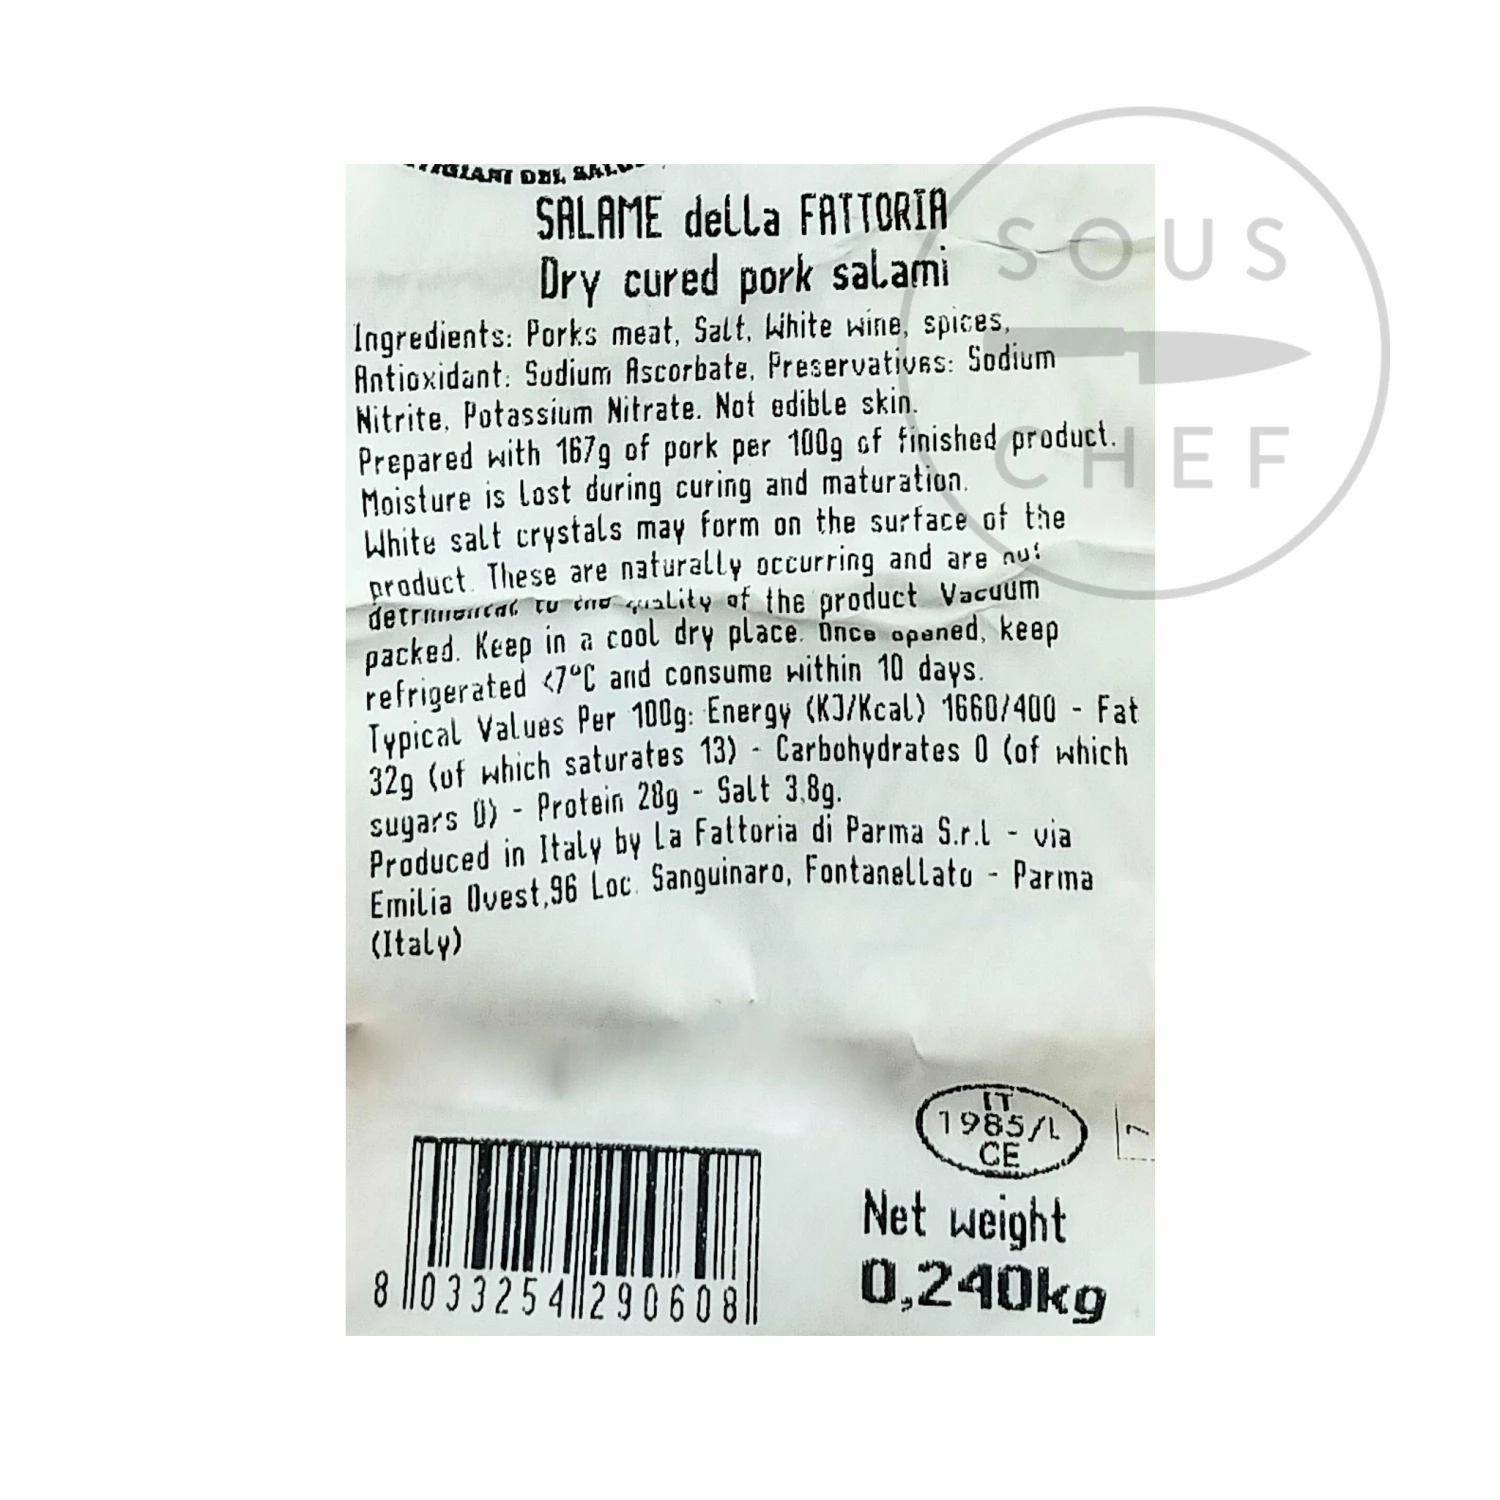 DEL
SALAME della FATTORIA
Dry cured pork salami
Ingredients: Porks meat, Salt, White wine, spices,
Antioxidant: Sodium Ascorbate, Preservatives: Sodium
Nitrite, Potassium Nitrate. Not edible skin.
Prepared with 167g of pork per 100g of finished product.
Moisture is lost during curing and maturation.
White salt crystals may form on the surface of the
product. These are naturally occurring and are not
detrimental to the quality of the product. Vacuum
packed. Keep in a cool dry place. Once opened, keep
refrigerated <7°C and consume within 10 days.
Typical Values Per 100g: Energy (KJ/Kcal) 1660/400 - Fat
32g (of which saturates 13) - Carbohydrates 0 (of which
sugars 0) - Protein 28g - Salt 3,8g.
Produced in Italy by La Fattoria di Parma S.r.l - via
Emilia Ovest,96 Loc. Sanguinaro, Fontanellato - Parma
(Italy)
IT
1985/L
CE
Net weight
0,240kg
8 033254 290608
SOUS
CHEF